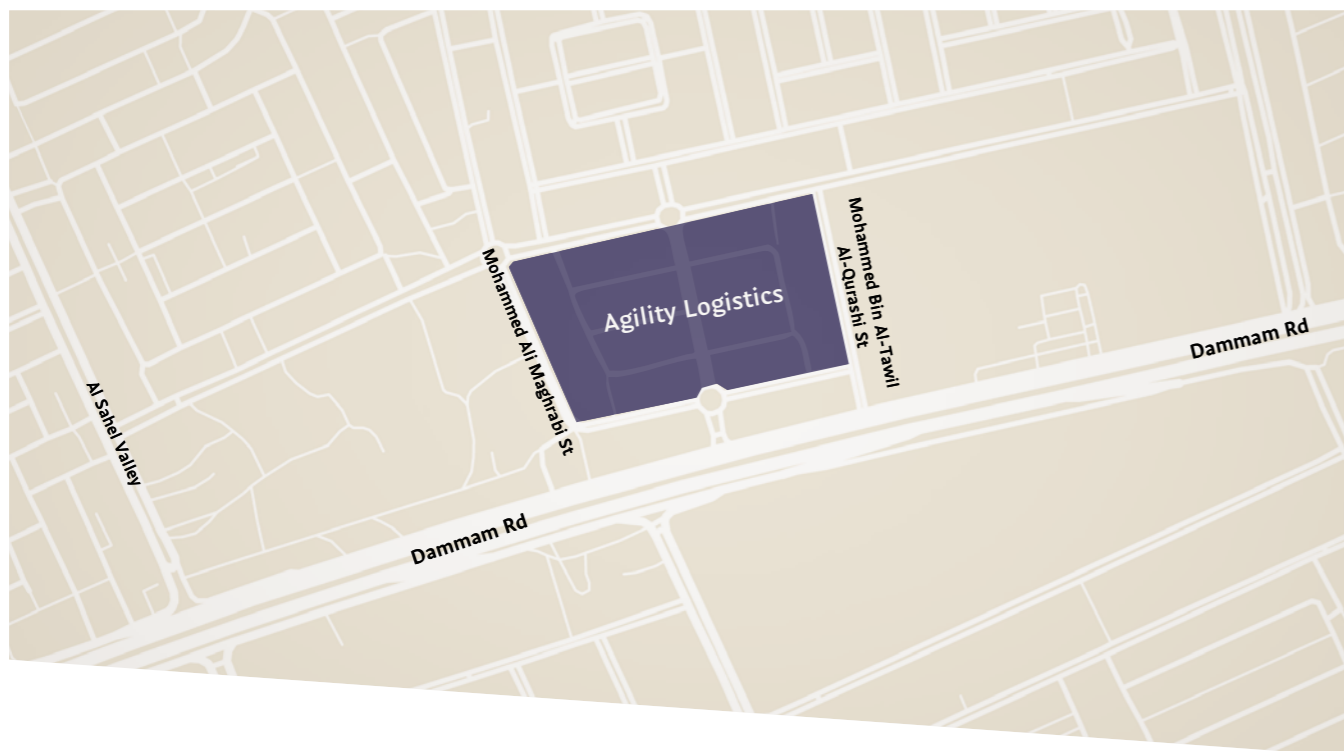 Mohammed Ali Maghrabi St
Agility Logistics
Mohammed Bin Al-Tawil
Al-Qurashi St
Dammam Rd
Al Sahel Valley
Dammam Rd